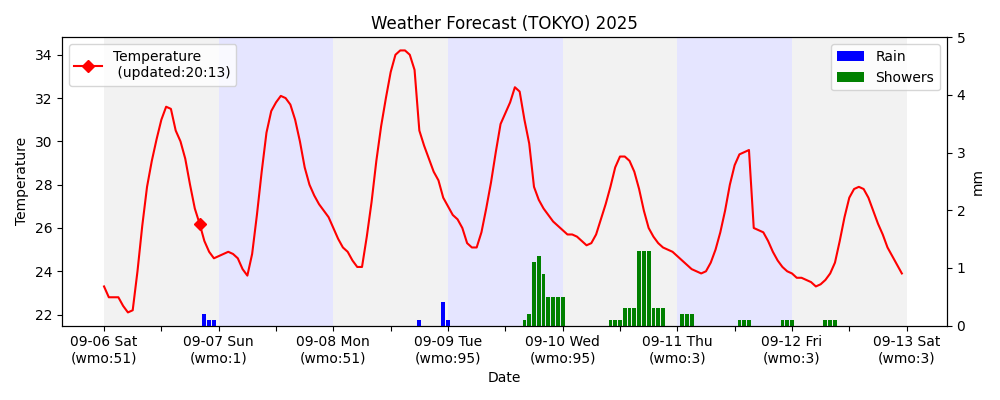 Weather Forecast (TOKYO) 2025
Temperature
(updated:20:13)
Rain
Showers
Temperature
34
32
30
28
26
24
22
5
4
3
2
1
0
mm
09-06 Sat
(wmo:51)
09-07 Sun
(wmo:1)
09-08 Mon
(wmo:51)
09-09 Tue
(wmo:95)
09-10 Wed
(wmo:95)
09-11 Thu
(wmo:3)
09-12 Fri
(wmo:3)
09-13 Sat
(wmo:3)
Date